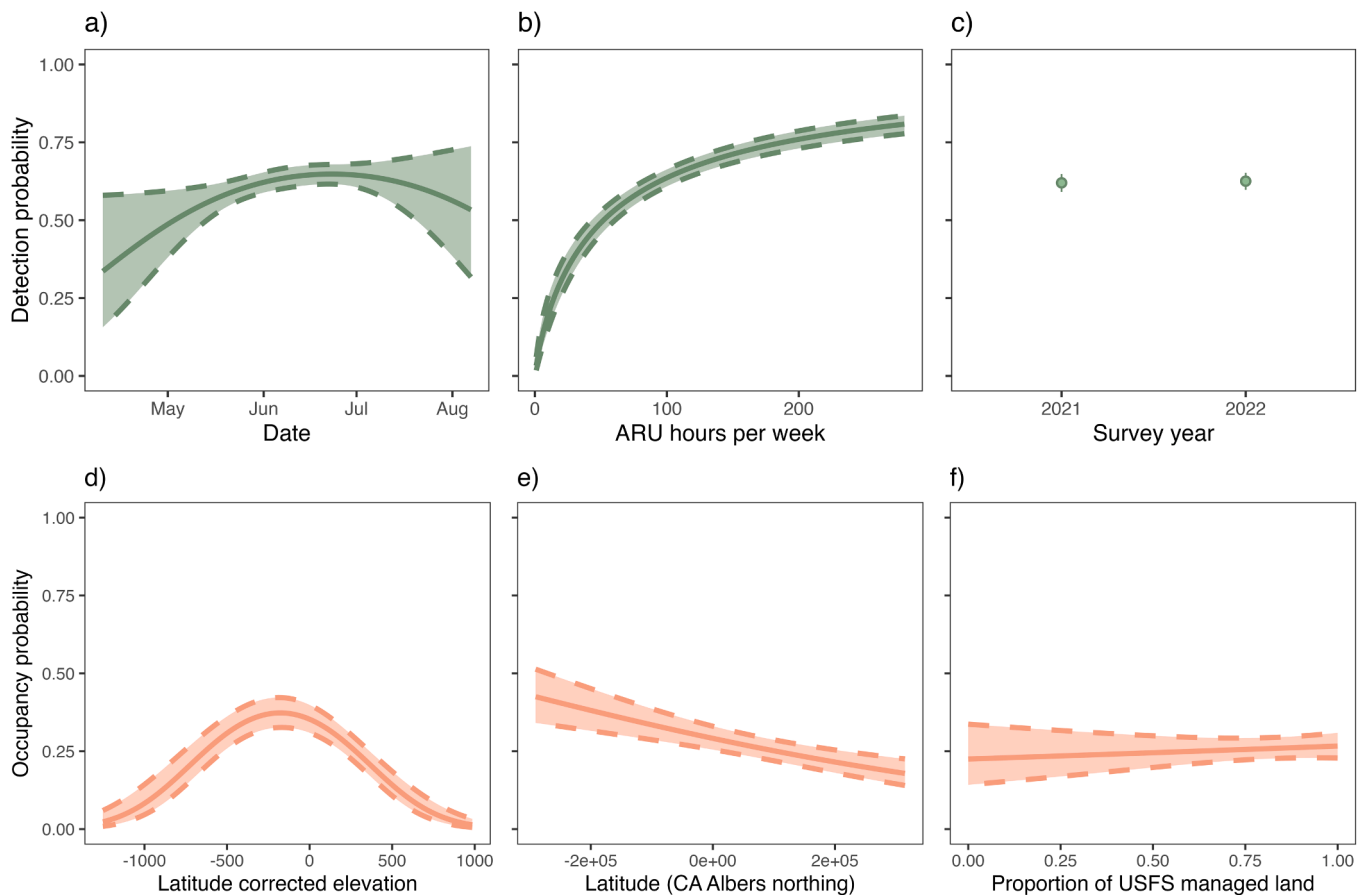 a)
b)
c)
Detection probability
1.00
0.75
0.50
0.25
0.00
May Jun Jul Aug
Date
0 100 200
ARU hours per week
2021 2022
Survey year
d)
e)
f)
Occupancy probability
1.00
0.75
0.50
0.25
0.00
-1000 -500 0 500 1000
Latitude corrected elevation
-2e+05 0e+00 2e+05
Latitude (CA Albers northing)
0.00 0.25 0.50 0.75 1.00
Proportion of USFS managed land